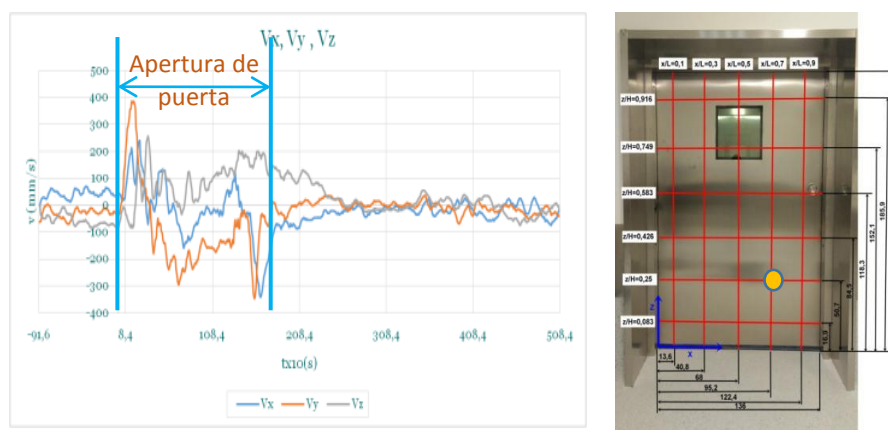 Vx, Vy , Vz
Apertura de
puerta
500
400
300
200
100
0
-100
-200
-300
-400
v (mm/s)
-91,6
8,4
108,4
208,4
308,4
408,4
508,4
tx10(s)
Vx
Vy
Vz
x/L=0,1
x/L=0,3
x/L=0,5
x/L=0,7
x/L=0,9
z/H=0,916
z/H=0,749
z/H=0,583
z/H=0,426
z/H=0,25
z/H=0,083
Z
X
16,9
50,7
84,5
118,3
152,1
185,9
13,6
40,8
68
95,2
122,4
136